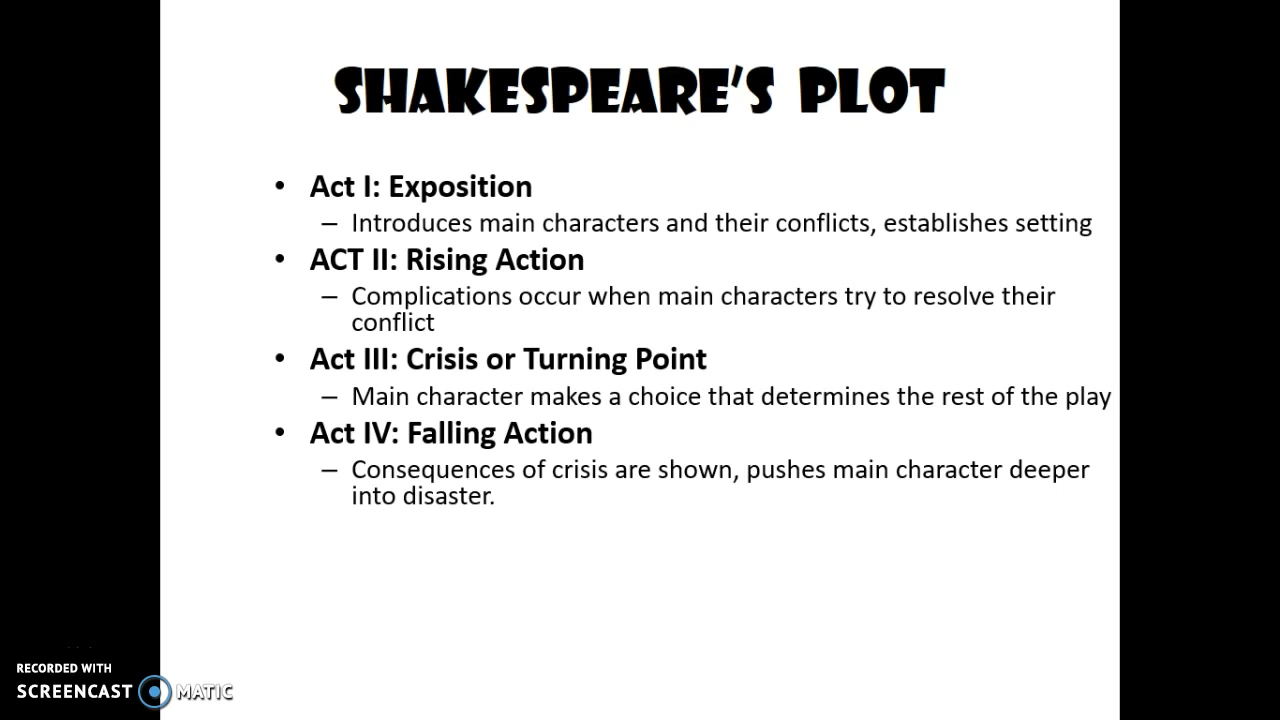 SHAKESPEARE'S PLOT
• Act I: Exposition
– Introduces main characters and their conflicts, establishes setting
• ACT II: Rising Action
– Complications occur when main characters try to resolve their
conflict
• Act III: Crisis or Turning Point
– Main character makes a choice that determines the rest of the play
• Act IV: Falling Action
– Consequences of crisis are shown, pushes main character deeper
into disaster.
RECORDED WITH
SCREENCAST MATIC